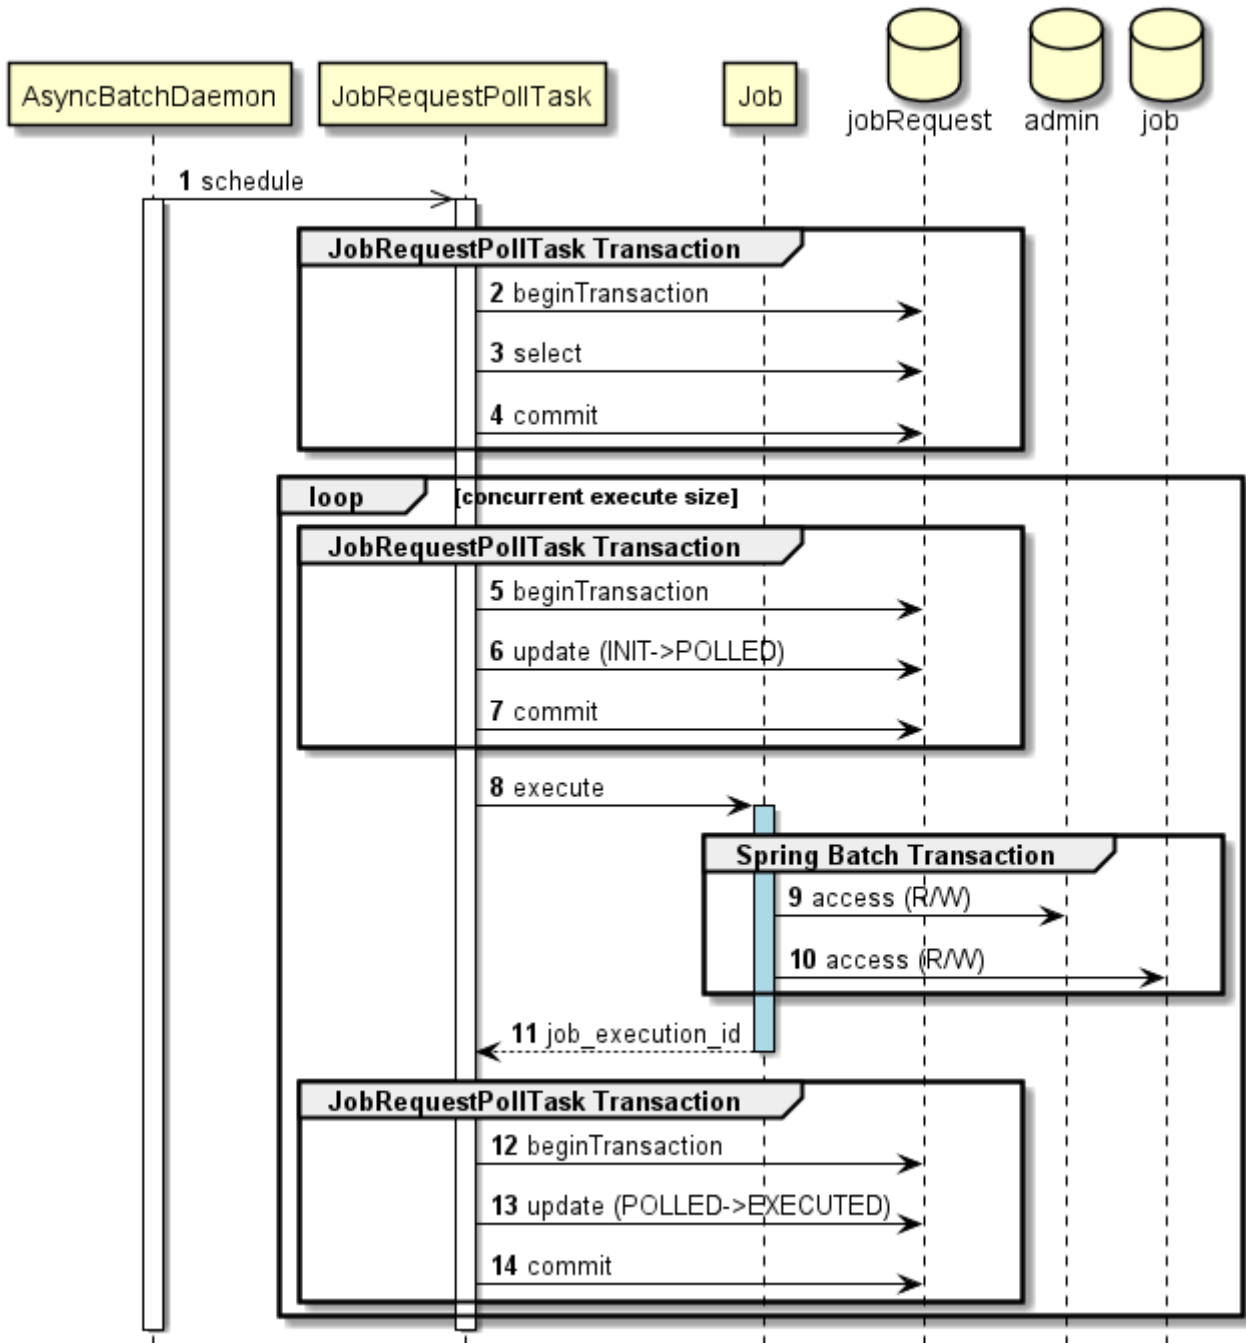 AsyncBatchDaemon
JobRequestPollTask
Job
jobRequest
admin
job
1 schedule
JobRequestPollTask Transaction
2 beginTransaction
3 select
4 commit
loop
[concurrent execute size]
JobRequestPollTask Transaction
5 beginTransaction
6 update (INIT->POLLED)
7 commit
8 execute
Spring Batch Transaction
9 access (R/W)
10 access (R/W)
11 job_execution_id
JobRequestPollTask Transaction
12 beginTransaction
13 update (POLLED->EXECUTED)
14 commit